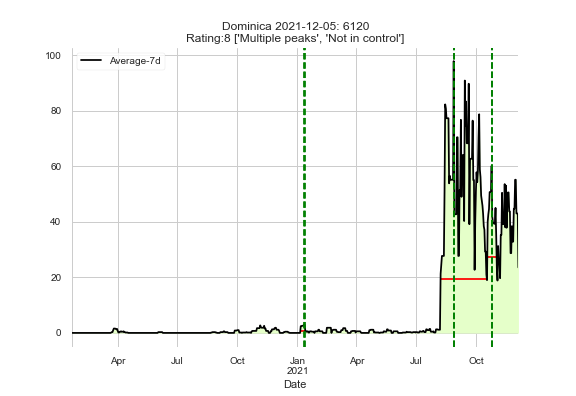 Dominica 2021-12-05: 6120
Rating:8 ['Multiple peaks', 'Not in control']
Average-7d
100
80
60
40
20
0
Apr
Jul
Oct
Jan
2021
Apr
Jul
Oct
Date